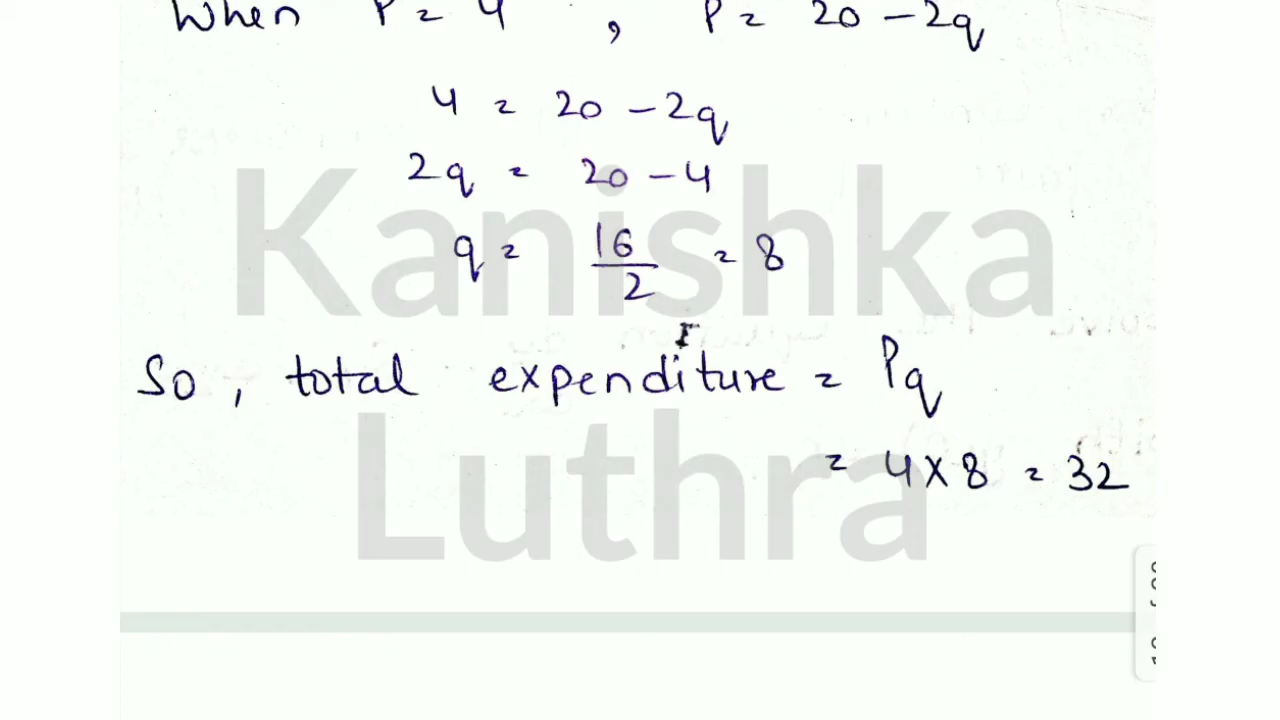 When P = 4 , P = 20 - 2q
4 = 20 - 2q
2q = 20 - 4
q = 16/2 = 8
So, total expenditure = Pq
= 4 x 8 = 32
Kanishka
Luthra